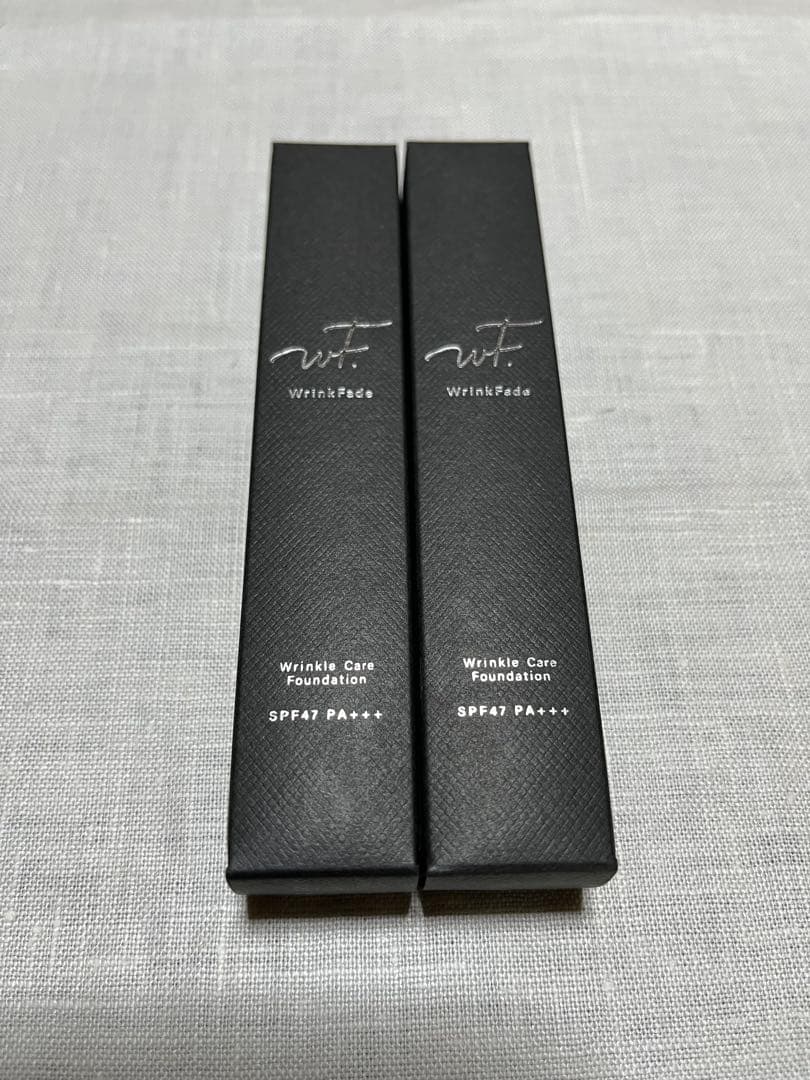 wF.
WrinkFade
Wrinkle Care
Foundation
SPF47 PA+++
wF.
WrinkFade
Wrinkle Care
Foundation
SPF47 PA+++